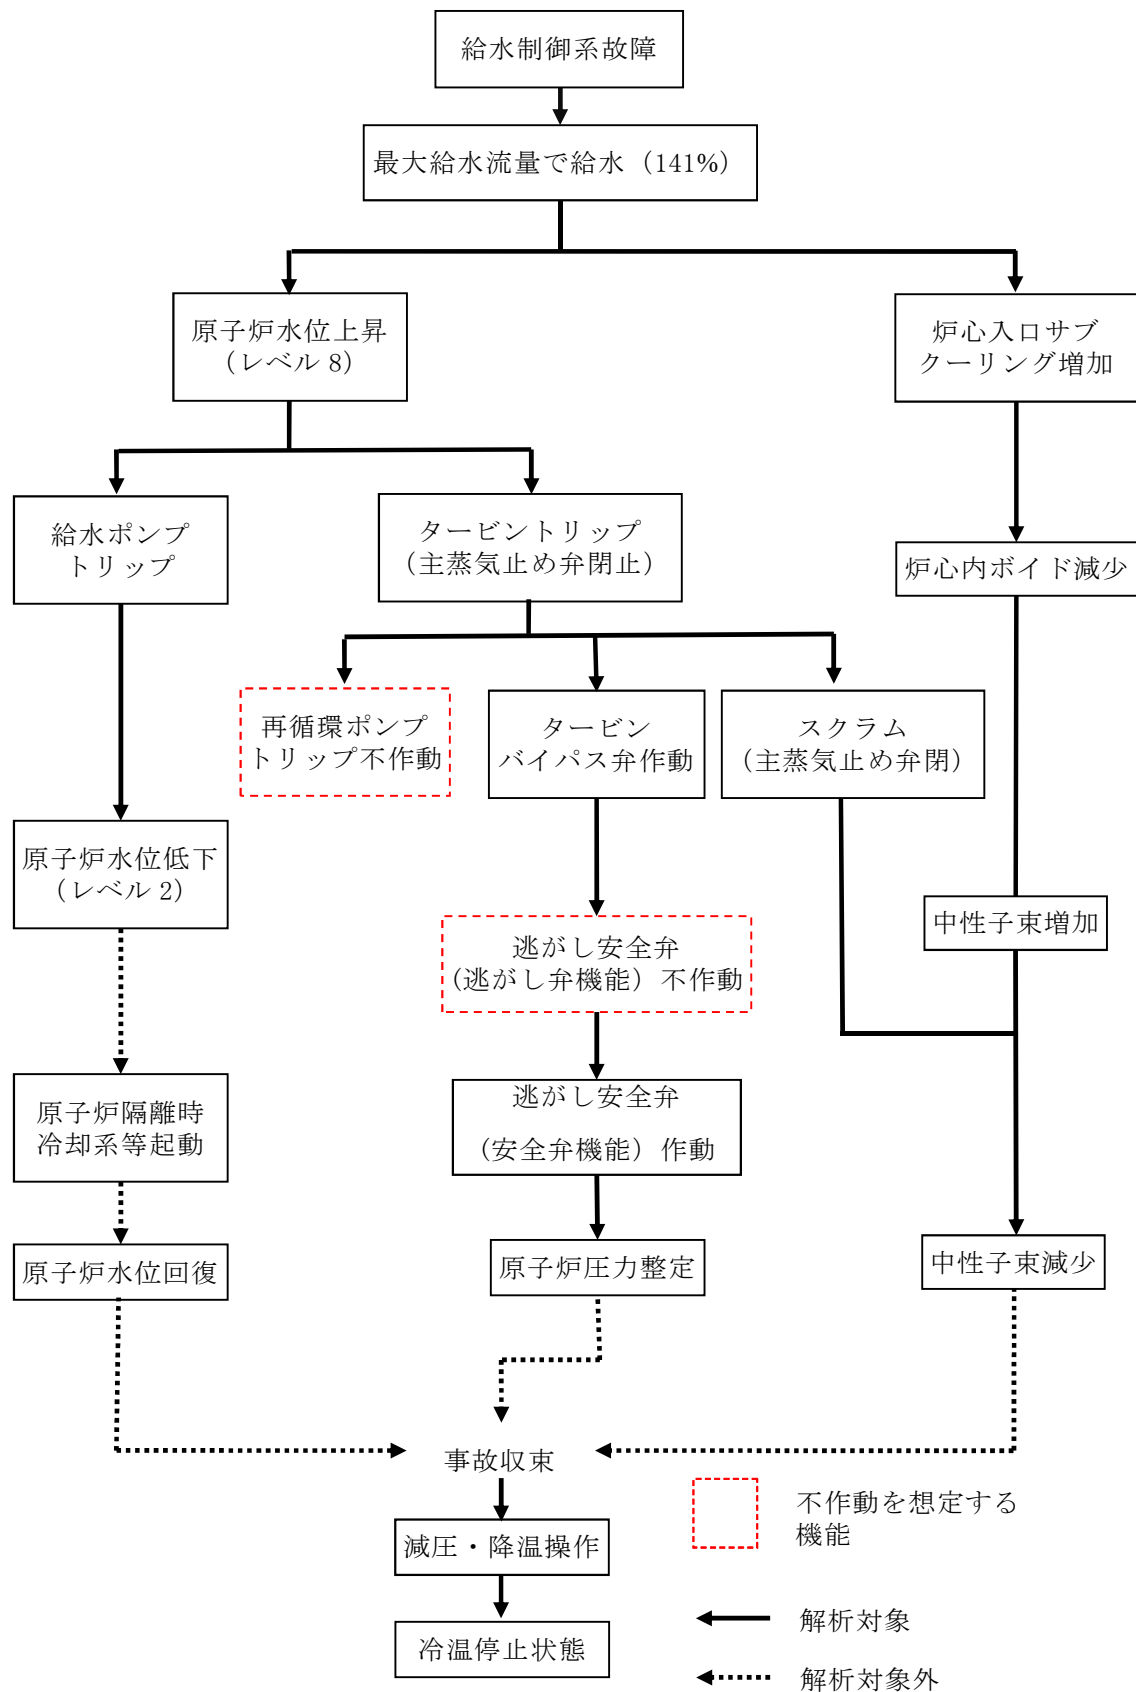 給水制御系故障
最大給水流量で給水（141%）
原子炉水位上昇
（レベル 8）
炉心入口サブ
クーリング増加
給水ポンプ
トリップ
タービントリップ
（主蒸気止め弁閉止）
炉心内ボイド減少
再循環ポンプ
トリップ不作動
タービン
バイパス弁作動
スクラム
（主蒸気止め弁閉）
原子炉水位低下
（レベル 2）
中性子束増加
逃がし安全弁
（逃がし弁機能）不作動
原子炉隔離時
冷却系等起動
逃がし安全弁
（安全弁機能）作動
原子炉水位回復
原子炉圧力整定
中性子束減少
事故収束
減圧・降温操作
冷温停止状態
不作動を想定する
機能
解析対象
解析対象外